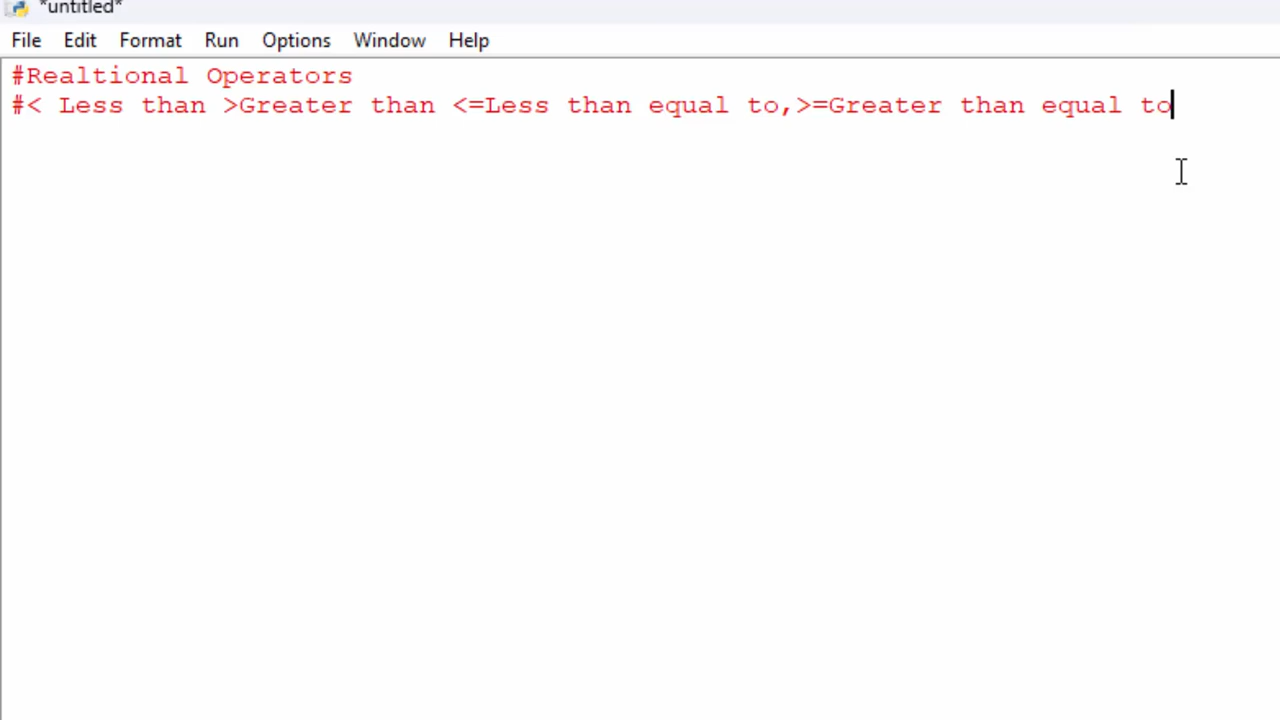 *untitled*
File Edit Format Run Options Window Help
#Realtional Operators
#< Less than >Greater than <=Less than equal to,>=Greater than equal to